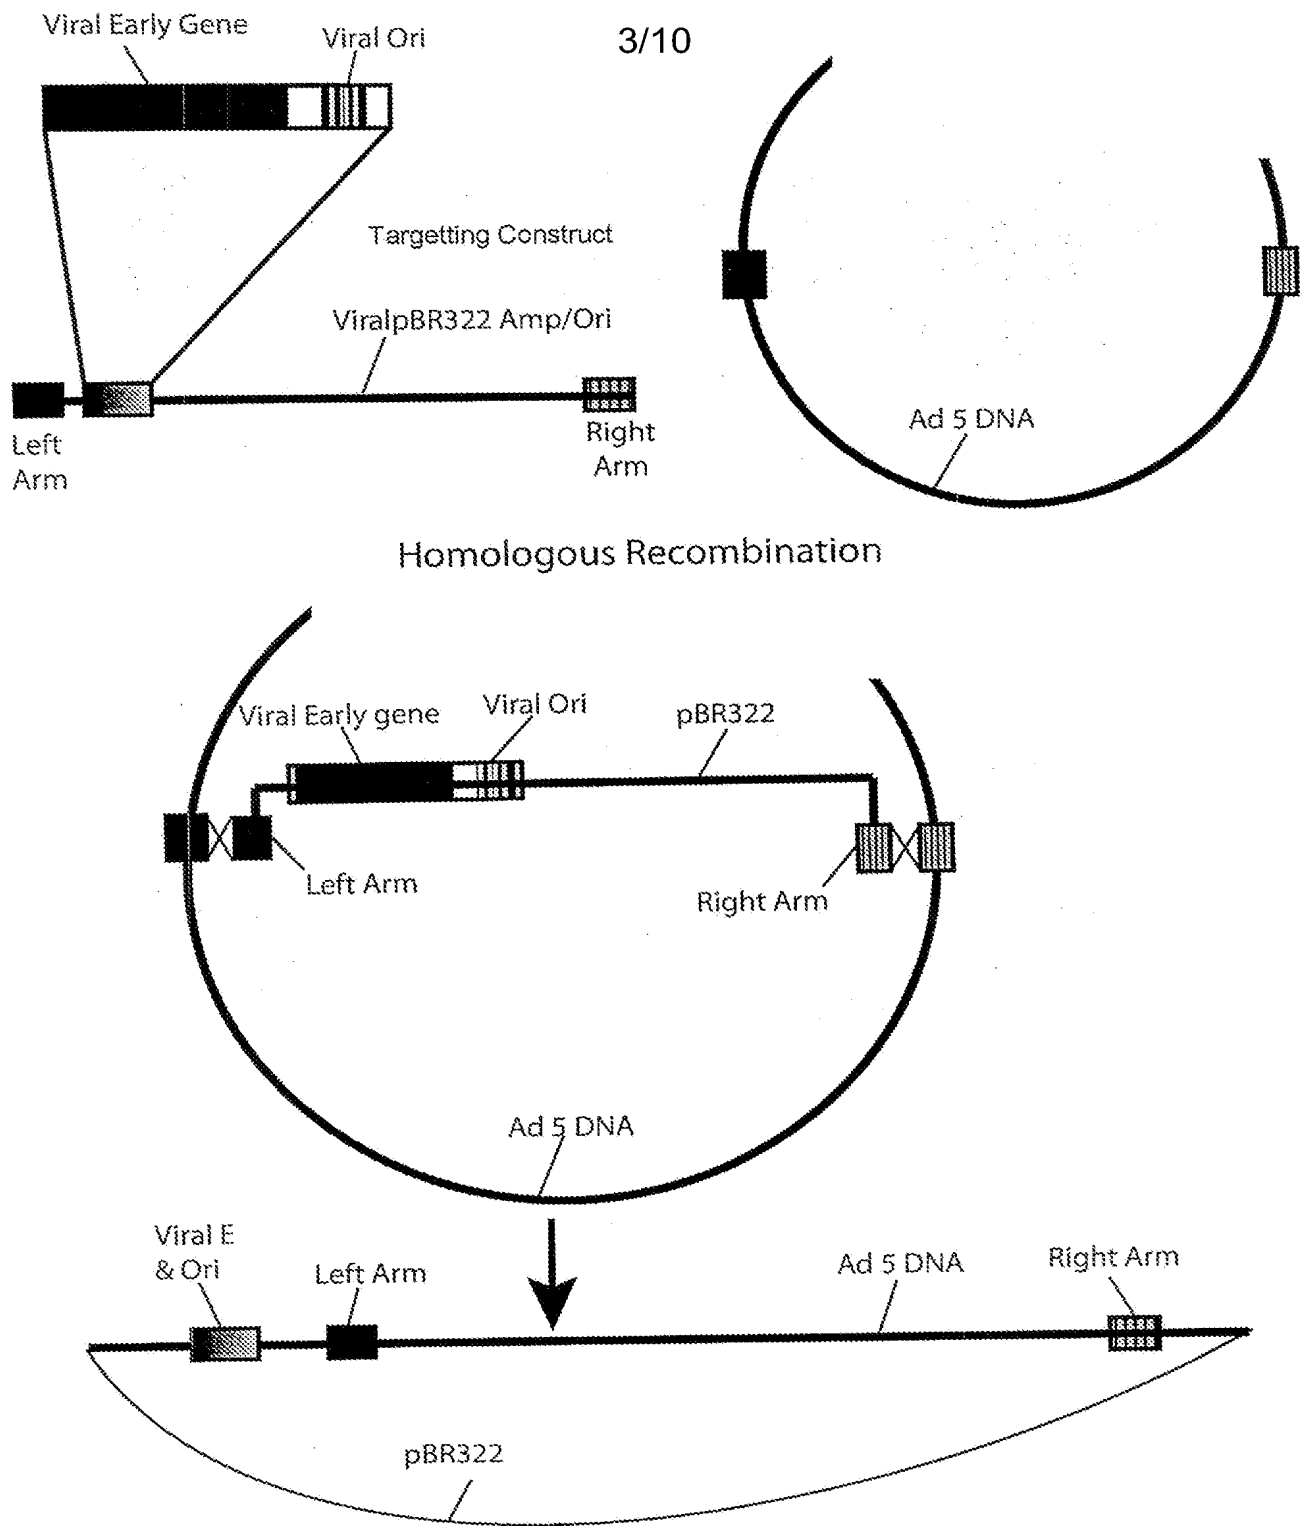 Viral Early Gene
Viral Ori
3/10
Targetting Construct
ViralpBR322 Amp/Ori
Left
Arm
Right
Arm
Ad 5 DNA
Homologous Recombination
Viral Early gene
Viral Ori
pBR322
Left Arm
Right Arm
Ad 5 DNA
Viral E
& Ori
Left Arm
Ad 5 DNA
Right Arm
pBR322